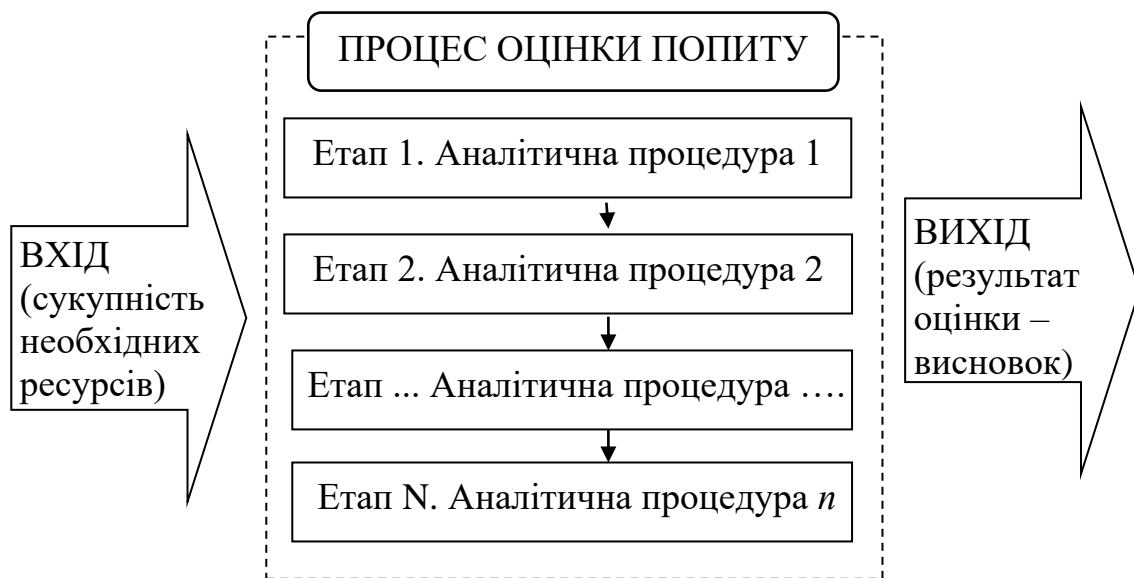 ПРОЦЕС ОЦІНКИ ПОПИТУ
ВХІД
(сукупність
необхідних
ресурсів)
Етап 1. Аналітична процедура 1
Етап 2. Аналітична процедура 2
Етап ... Аналітична процедура ….
Етап N. Аналітична процедура n
ВИХІД
(результат
оцінки –
висновок)